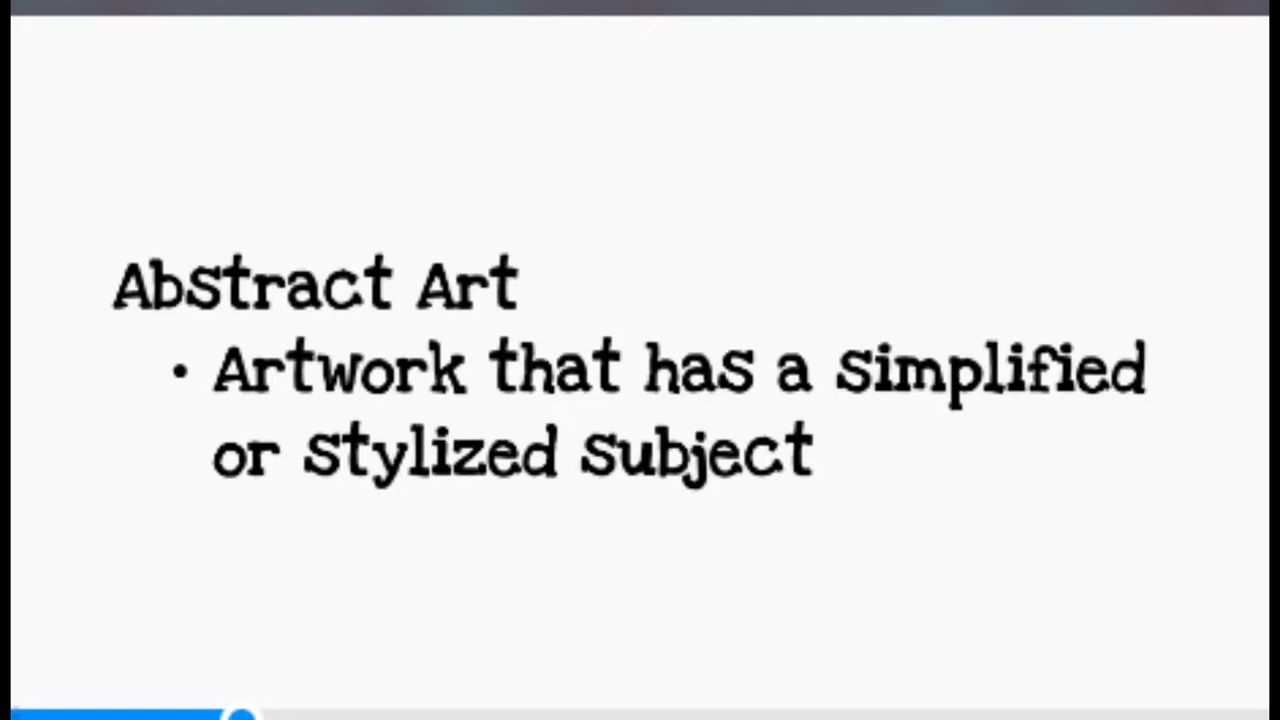 Abstract Art
• Artwork that has a simplified
or stylized subject